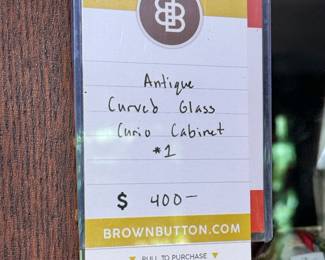 Antique
Curved Glass
Curio Cabinet
*1
$ 400—
BROWNBUTTON.COM
▼ PULL TO PURCHASE ▼